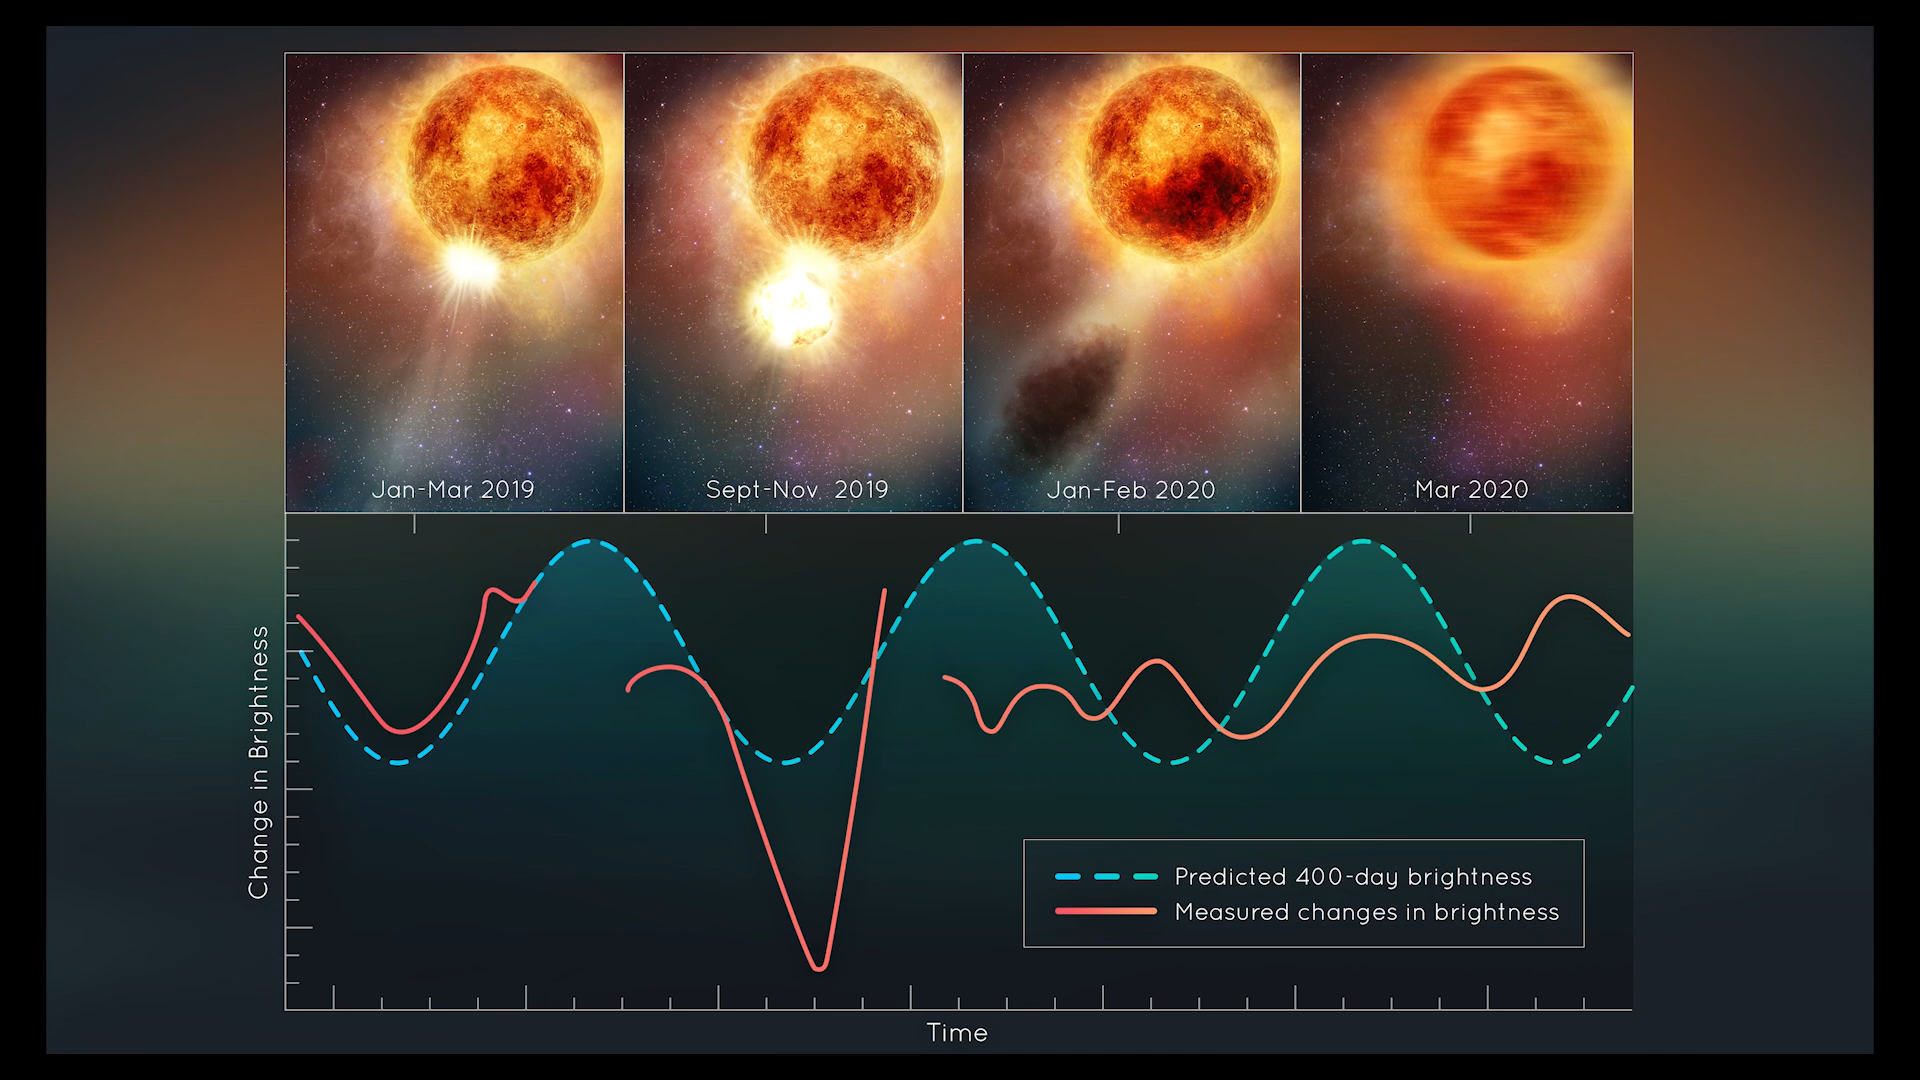 Jan-Mar 2019
Sept-Nov 2019
Jan-Feb 2020
Mar 2020
Change in Brightness
Predicted 400-day brightness
Measured changes in brightness
Time